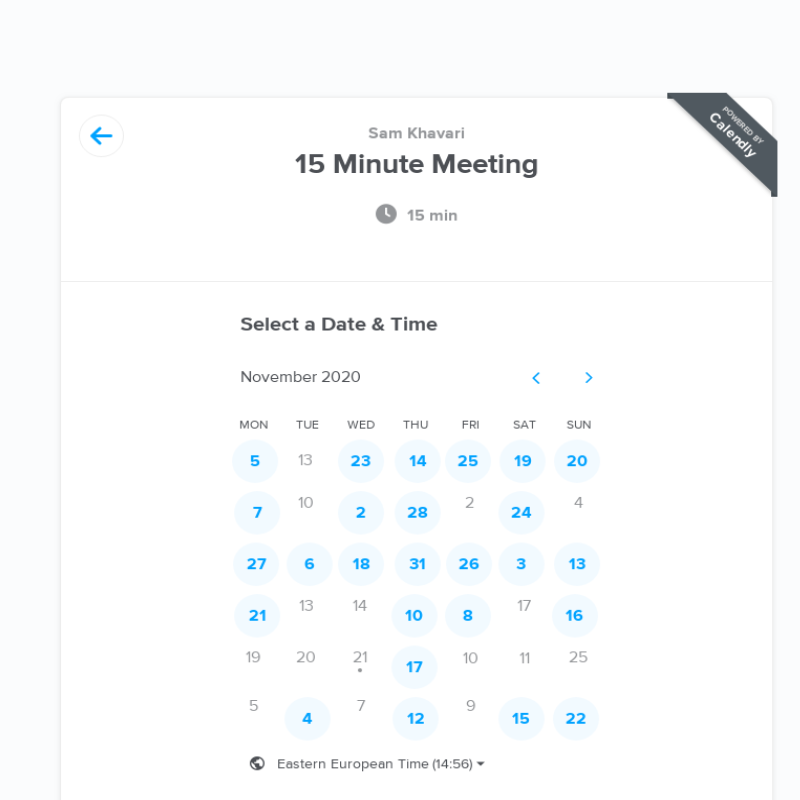 POWERED BY
Calendly
Sam Khavari
15 Minute Meeting
15 min
Select a Date & Time
November 2020
MON TUE WED THU FRI SAT SUN
5 13 23 14 25 19 20
7 10 2 28 2 24 4
27 6 18 31 26 3 13
21 13 14 10 8 17 16
19 20 21 17 10 11 25
5 4 7 12 9 15 22
Eastern European Time (14:56)